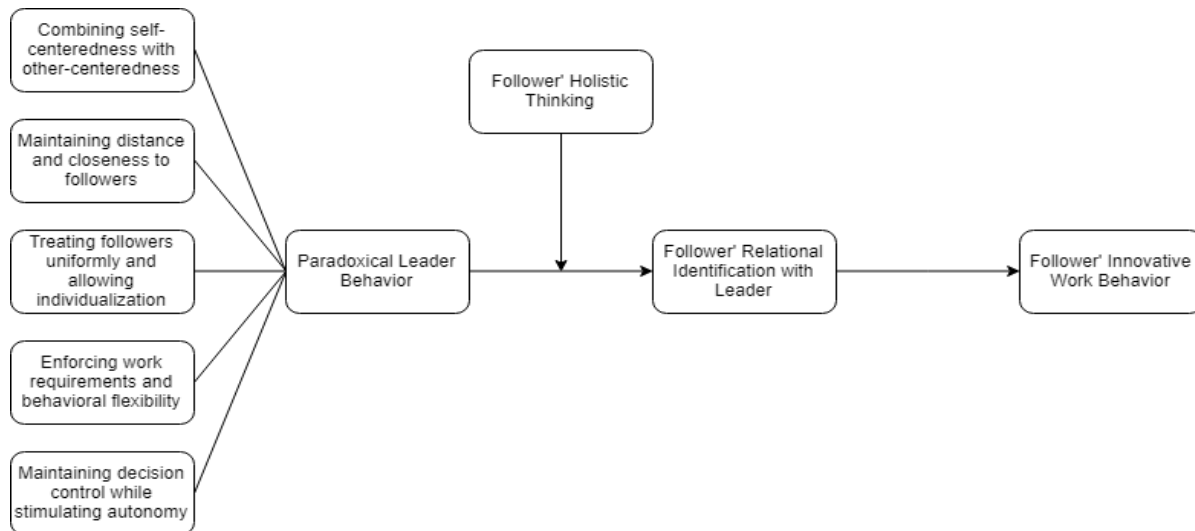 Combining self-
centeredness with
other-centeredness
Maintaining distance
and closeness to
followers
Treating followers
uniformly and
allowing
individualization
Enforcing work
requirements and
behavioral flexibility
Maintaining decision
control while
stimulating autonomy
Paradoxical Leader
Behavior
Follower' Holistic
Thinking
Follower' Relational
Identification with
Leader
Follower' Innovative
Work Behavior